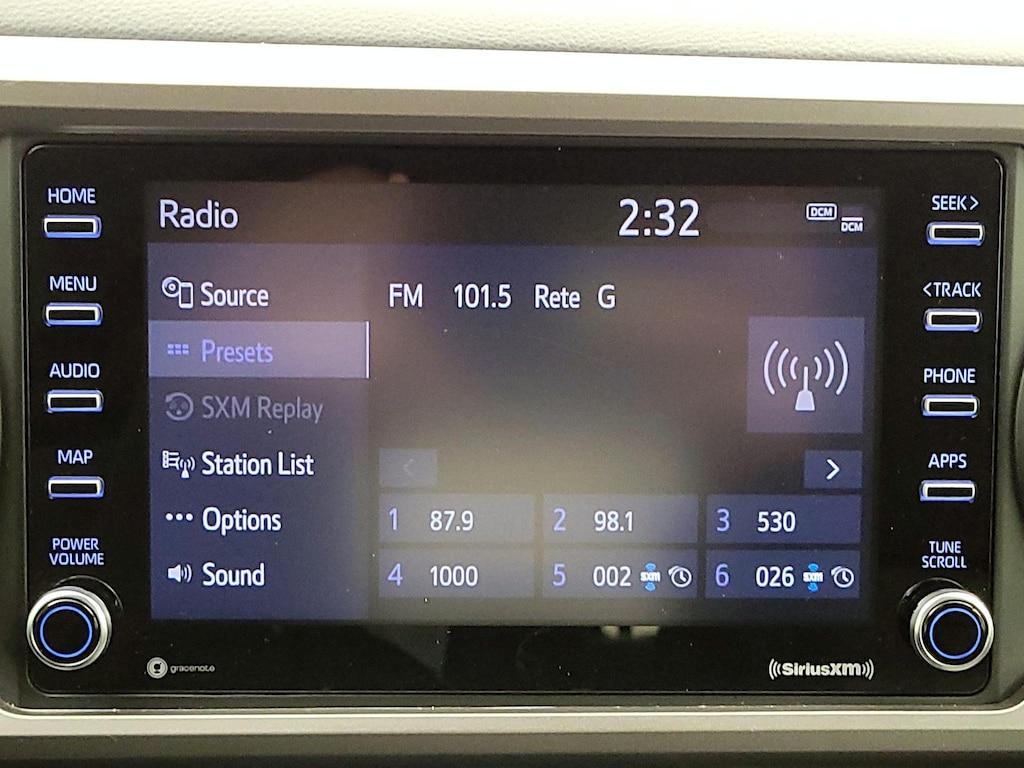 HOME
MENU
AUDIO
MAP
POWER
VOLUME
Radio 2:32 DCM DCM
Source
Presets
SXM Replay
Station List
Options
Sound
FM 101.5 Rete G
1 87.9 2 98.1 3 530
4 1000 5 002 sxm 6 026 sxm
SEEK>
<TRACK
PHONE
APPS
TUNE
SCROLL
gracenote
SiriusXM